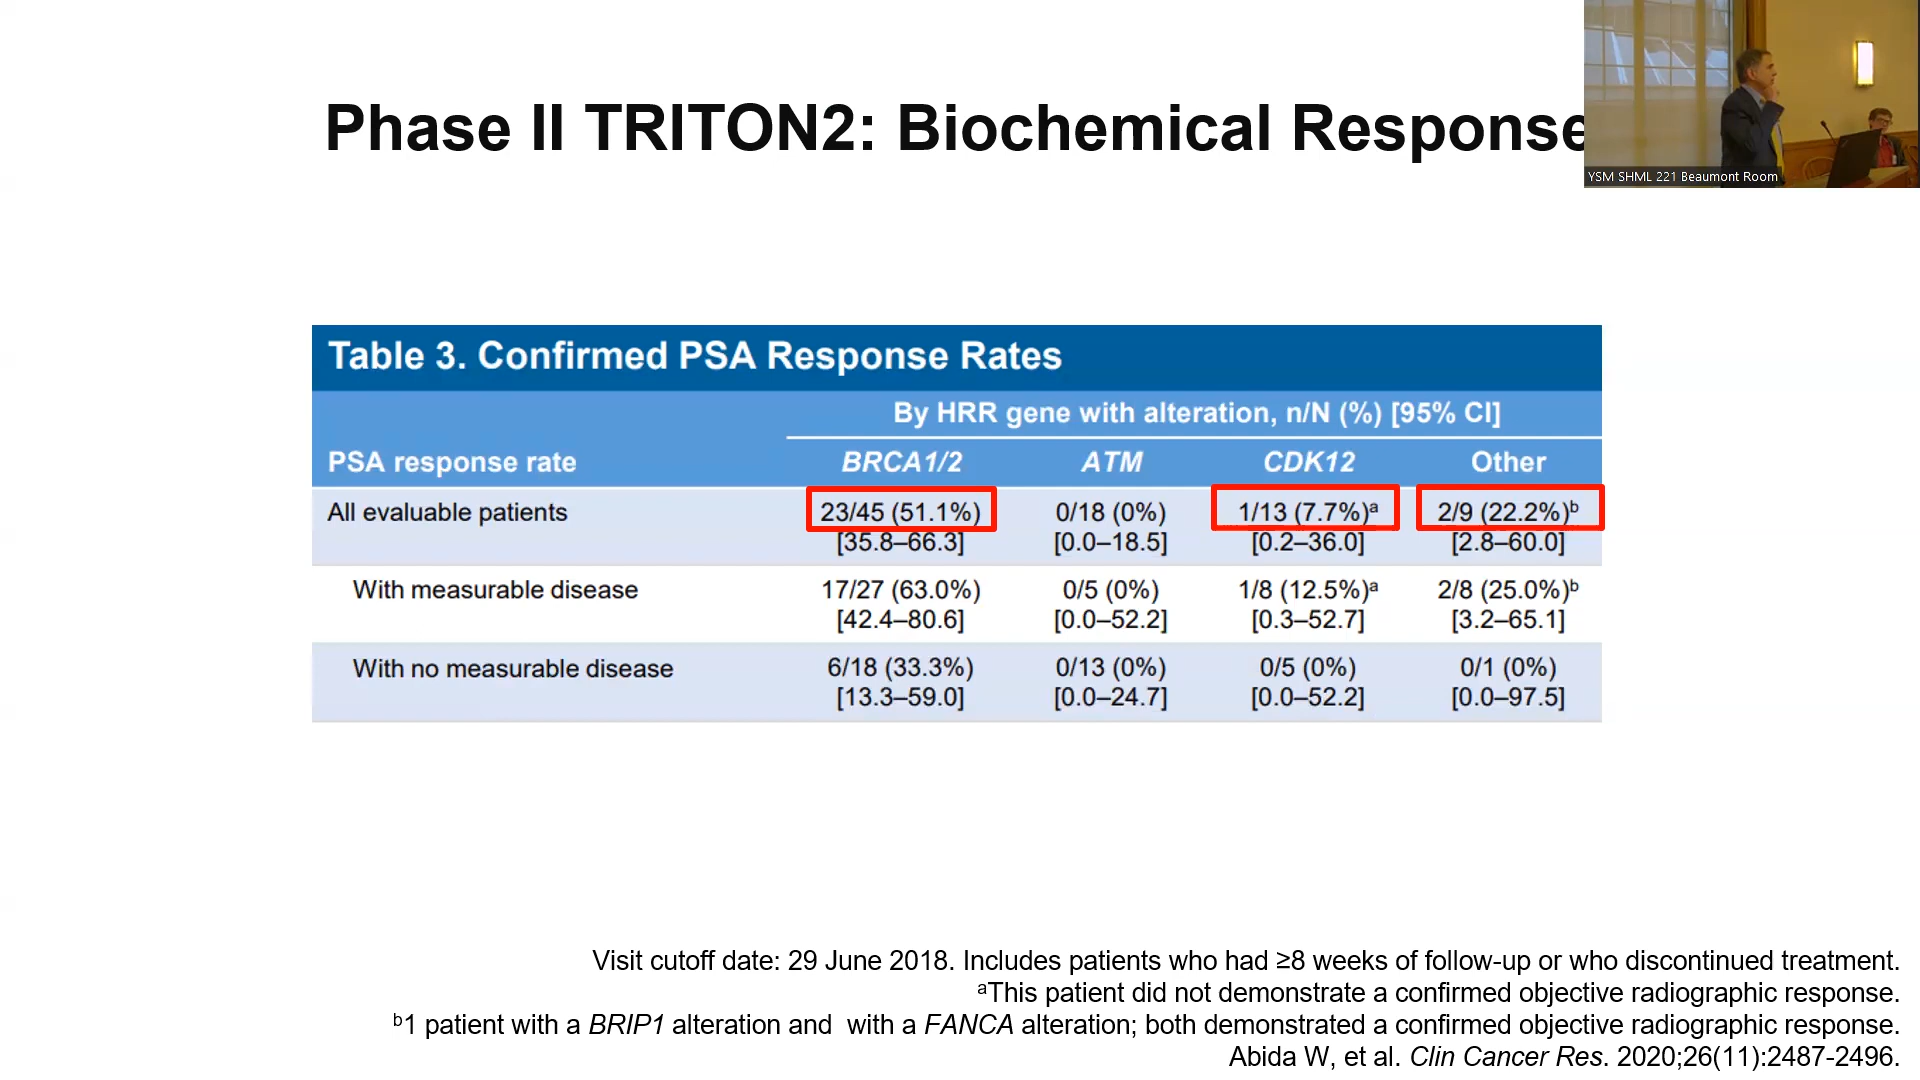 Phase II TRITON2: Biochemical Response
YSM SHML 221 Beaumont Room
Table 3. Confirmed PSA Response Rates
By HRR gene with alteration, n/N (%) [95% CI]
PSA response rate BRCA1/2 ATM CDK12 Other
All evaluable patients 23/45 (51.1%) 0/18 (0%) 1/13 (7.7%)ᵃ 2/9 (22.2%)ᵇ
[35.8–66.3] [0.0–18.5] [0.2–36.0] [2.8–60.0]
With measurable disease 17/27 (63.0%) 0/5 (0%) 1/8 (12.5%)ᵃ 2/8 (25.0%)ᵇ
[42.4–80.6] [0.0–52.2] [0.3–52.7] [3.2–65.1]
With no measurable disease 6/18 (33.3%) 0/13 (0%) 0/5 (0%) 0/1 (0%)
[13.3–59.0] [0.0–24.7] [0.0–52.2] [0.0–97.5]
Visit cutoff date: 29 June 2018. Includes patients who had ≥8 weeks of follow-up or who discontinued treatment.
ᵃThis patient did not demonstrate a confirmed objective radiographic response.
ᵇ1 patient with a BRIP1 alteration and with a FANCA alteration; both demonstrated a confirmed objective radiographic response.
Abida W, et al. Clin Cancer Res. 2020;26(11):2487-2496.